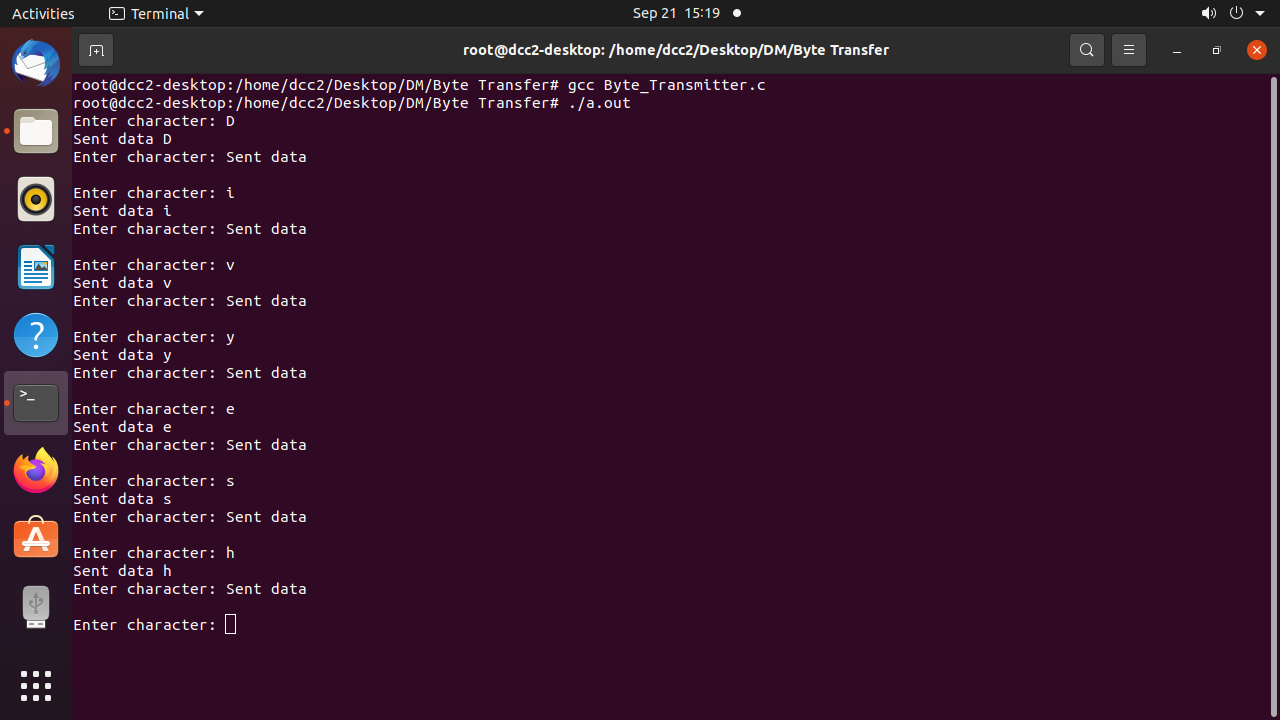 Activities
Terminal
Sep 21 15:19
root@dcc2-desktop: /home/dcc2/Desktop/DM/Byte Transfer
root@dcc2-desktop:/home/dcc2/Desktop/DM/Byte Transfer# gcc Byte_Transmitter.c
root@dcc2-desktop:/home/dcc2/Desktop/DM/Byte Transfer# ./a.out
Enter character: D
Sent data D
Enter character: Sent data
Enter character: i
Sent data i
Enter character: Sent data
Enter character: v
Sent data v
Enter character: Sent data
Enter character: y
Sent data y
Enter character: Sent data
Enter character: e
Sent data e
Enter character: Sent data
Enter character: s
Sent data s
Enter character: Sent data
Enter character: h
Sent data h
Enter character: Sent data
Enter character: